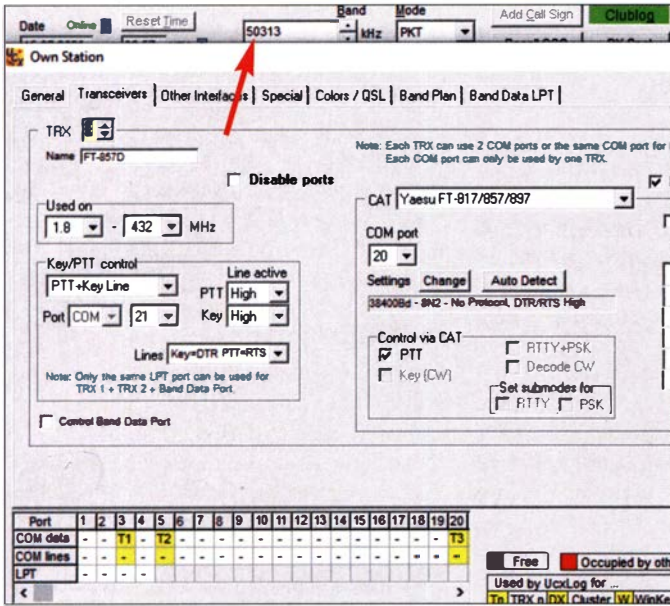 Band Mode
Date Online Reset Time 50313 kHz PKT Add Call Sign Clublog
Own Station
General Transceivers Other Interfaces Special Colors / QSL Band Plan Band Data LPT
TRX
Name FT-857D
Disable ports
Note: Each TRX can use 2 COM ports or the same COM port for
Each COM port can only be used by one TRX.
Used on
1.8 - 432 MHz
CAT Yaesu FT-817/857/897
COM port
20
Settings Change Auto Detect
38400Bd - 8N2 - No Protocol, DTR/RTS High
Key/PTT control
PTT+Key Line
Line active
PTT High
Port COM 21 Key High
Lines Key=DTR PTT=RTS
Note: Only the same LPT port can be used for
TRX 1 + TRX 2 + Band Data Port.
Control via CAT
PTT RTTY+PSK
Key (CW) Decode CW
Set submodes for
RTTY PSK
Control Band Data Port
Port 1 2 3 4 5 6 7 8 9 10 11 12 13 14 15 16 17 18 19 20
COM data - - T1 - T2 - - - - - - - - - - - - - - T3
COM lines - - - - - - - - - - - - - - - - - - - -
LPT - - - -
Free Occupied by oth
Used by UcxLog for ...
Tn TRX n DX Cluster W WinKe